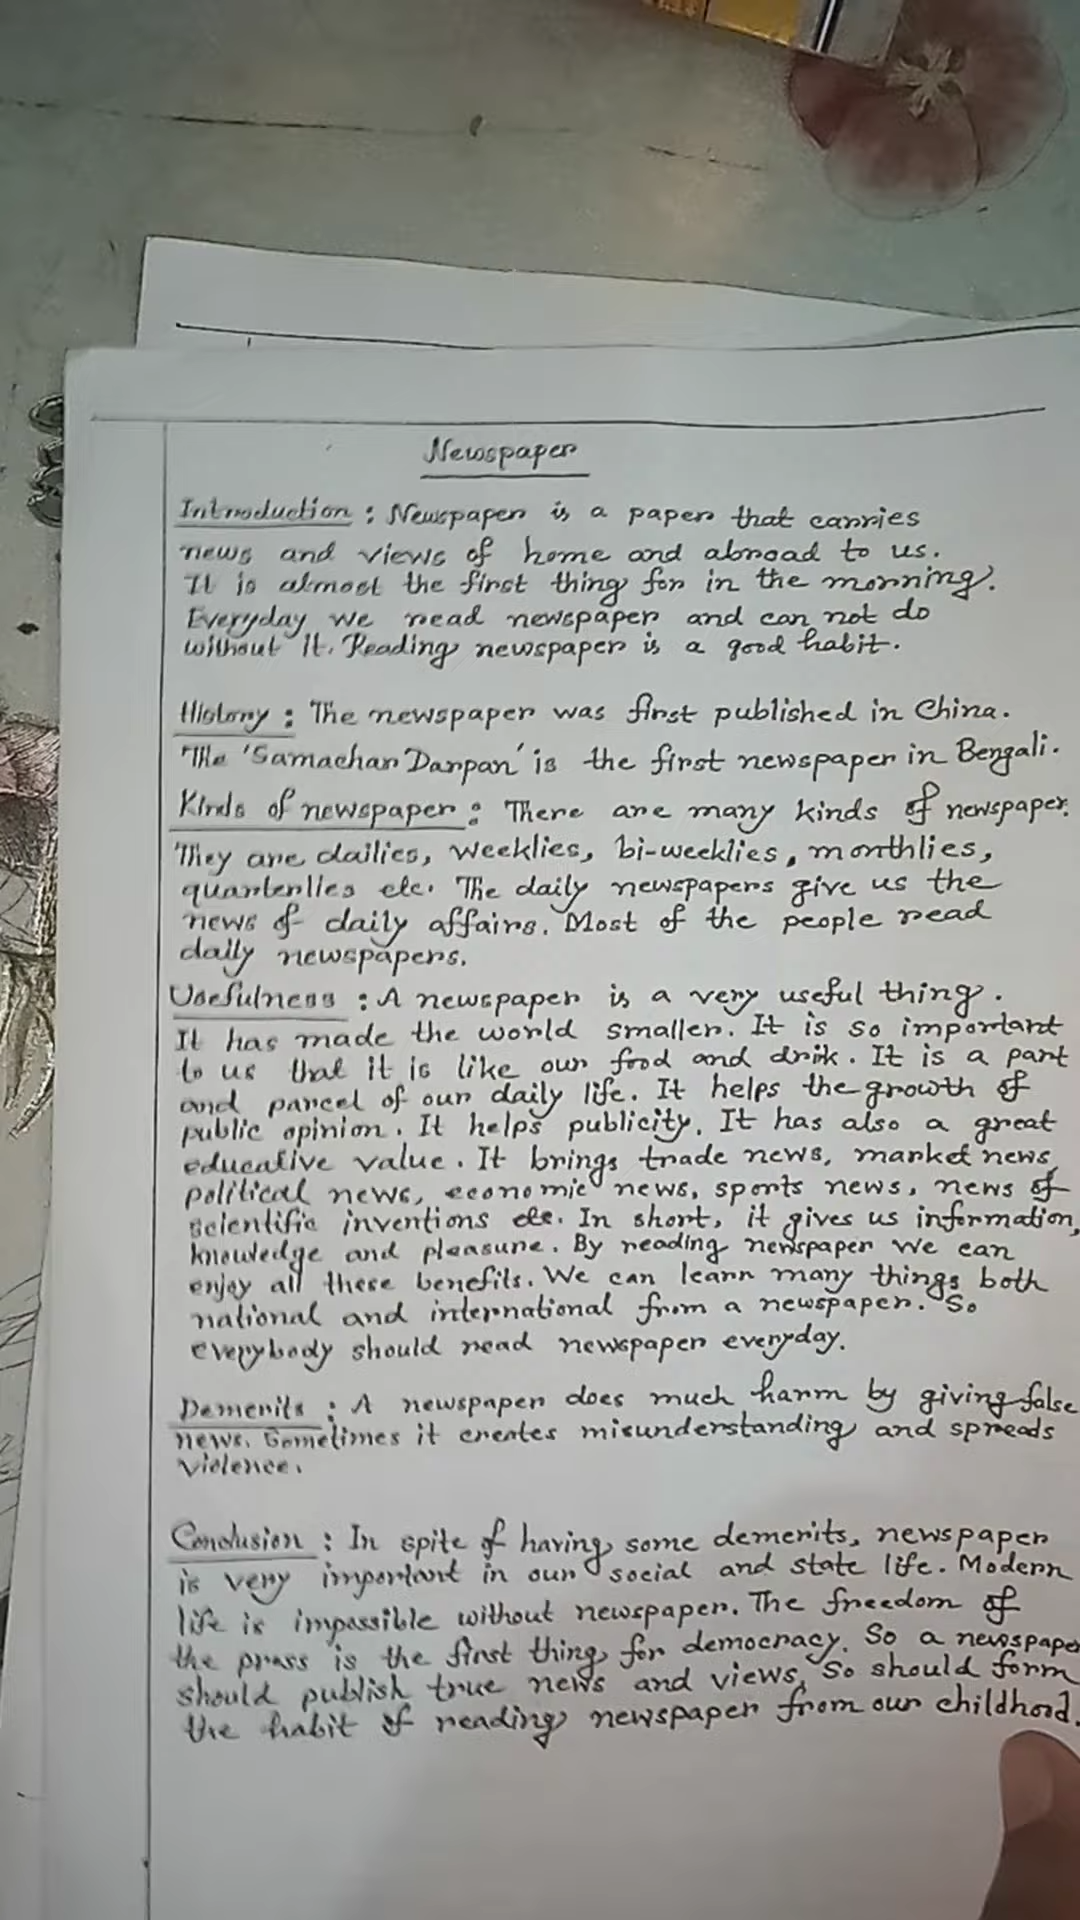 Newspaper
Introduction : Newspaper is a paper that carries
news and views of home and abroad to us.
It is almost the first thing for in the morning.
Everyday we read newspaper and can not do
without It. Reading newspaper is a good habit.
History : The newspaper was first published in China.
The 'Samachar Darpan' is the first newspaper in Bengali.
Kinds of newspaper : There are many kinds of newspaper.
They are dailies, weeklies, bi-weeklies, monthlies,
quarterlies etc. The daily newspapers give us the
news of daily affairs. Most of the people read
daily newspapers.
Usefulness : A newspaper is a very useful thing.
It has made the world smaller. It is so important
to us that it is like our food and drik. It is a part
and parcel of our daily life. It helps the growth of
public opinion. It helps publicity. It has also a great
educative value. It brings trade news, market news,
political news, economic news, sports news, news of
scientific inventions etc. In short, it gives us information,
knowledge and pleasure. By reading newspaper we can
enjoy all these benefits. We can learn many things both
national and international from a newspaper. So
everybody should read newspaper everyday.
Demerits : A newspaper does much harm by giving false
news. Sometimes it creates misunderstanding and spreads
violence.
Conclusion : In spite of having some demerits, newspaper
is very important in our social and state life. Modern
life is impossible without newspaper. The freedom of
the press is the first thing for democracy. So a newspaper
should publish true news and views, So should form
the habit of reading newspaper from our childhood.